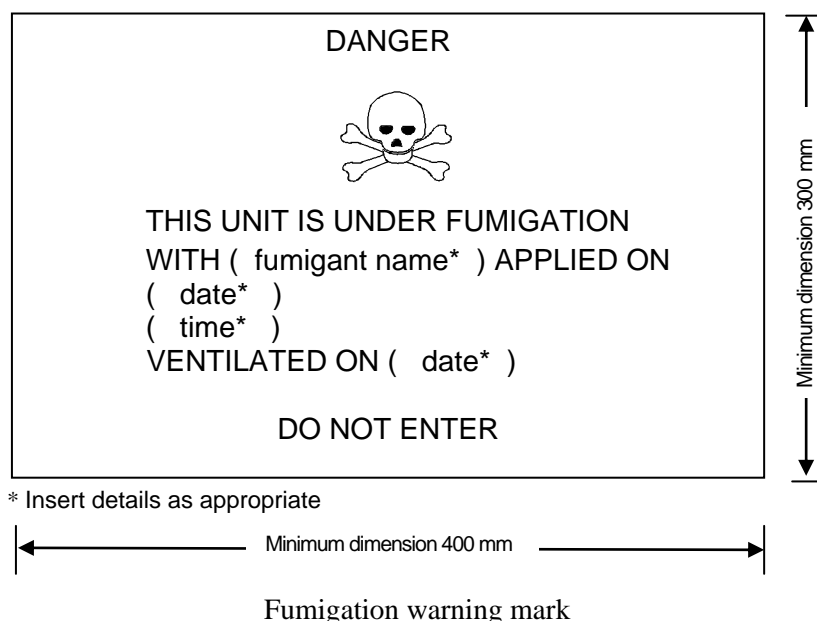 DANGER
THIS UNIT IS UNDER FUMIGATION
WITH ( fumigant name* ) APPLIED ON
( date* )
( time* )
VENTILATED ON ( date* )
DO NOT ENTER
Minimum dimension 300 mm
* Insert details as appropriate
Minimum dimension 400 mm
Fumigation warning mark